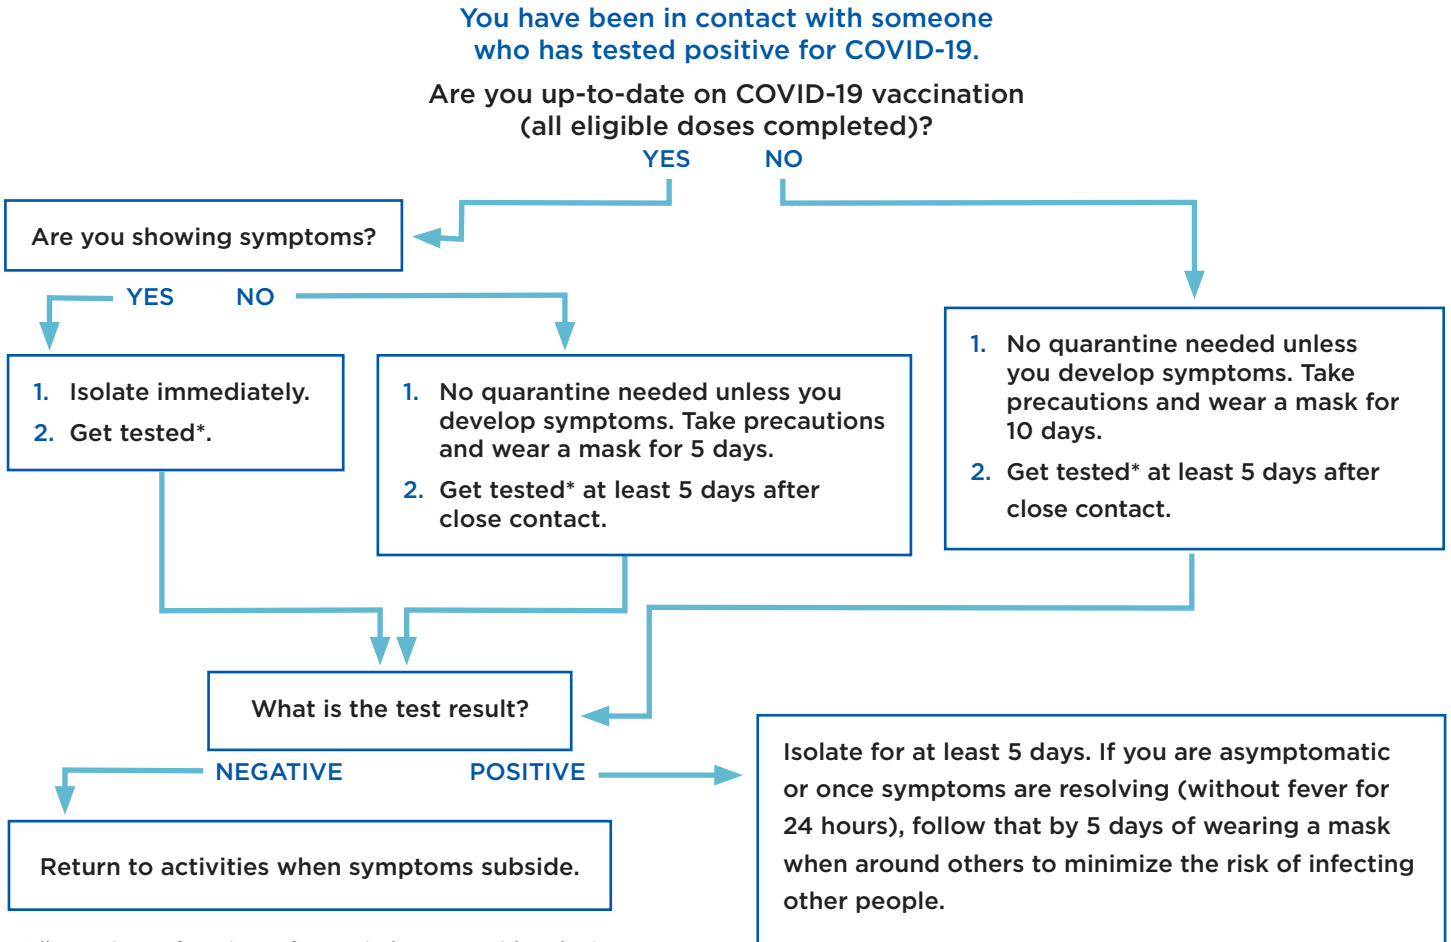 You have been in contact with someone
who has tested positive for COVID-19.
Are you up-to-date on COVID-19 vaccination
(all eligible doses completed)?
YES NO
Are you showing symptoms?
YES NO
1. Isolate immediately.
2. Get tested*.
1. No quarantine needed unless you
develop symptoms. Take precautions
and wear a mask for 5 days.
2. Get tested* at least 5 days after
close contact.
1. No quarantine needed unless
you develop symptoms. Take
precautions and wear a mask for
10 days.
2. Get tested* at least 5 days after
close contact.
What is the test result?
NEGATIVE POSITIVE
Return to activities when symptoms subside.
Isolate for at least 5 days. If you are asymptomatic
or once symptoms are resolving (without fever for
24 hours), follow that by 5 days of wearing a mask
when around others to minimize the risk of infecting
other people.